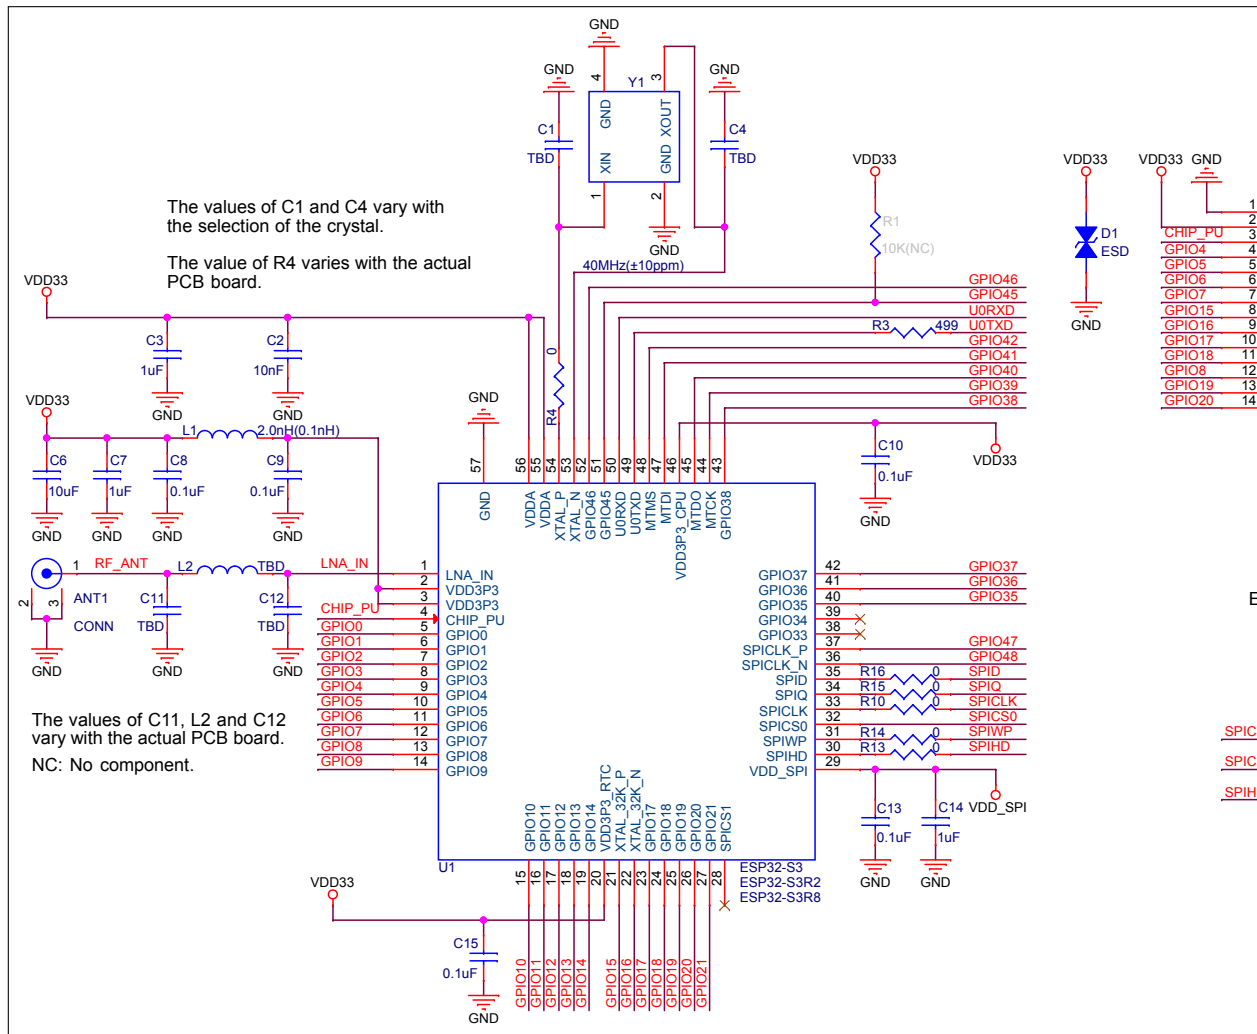 GND
GND
4
3
GND
Y1
GND
XOUT
C1
TBD
XIN
GND
C4
TBD
1
2
GND
VDD33
R1
10K(NC)
VDD33
D1
ESD
GND
VDD33
GND
1
2
CHIP_PU
3
GPIO4
4
GPIO5
5
GPIO6
6
GPIO7
7
GPIO15
8
GPIO16
9
GPIO17
10
GPIO18
11
GPIO8
12
GPIO19
13
GPIO20
14
The values of C1 and C4 vary with
the selection of the crystal.
The value of R4 varies with the actual
PCB board.
40MHz(±10ppm)
GPIO46
GPIO45
U0RXD
R3
499
U0TXD
GPIO42
GPIO41
GPIO40
GPIO39
GPIO38
VDD33
C3
1uF
GND
C2
10nF
GND
0
R4
GND
VDD33
L1
2.0nH(0.1nH)
C6
10uF
GND
C7
1uF
GND
C8
0.1uF
GND
C9
0.1uF
GND
C10
0.1uF
GND
VDD33
57
56
55
54
53
52
51
50
49
48
47
46
45
44
43
GND
VDDA
VDDA
XTAL_P
XTAL_N
GPIO46
GPIO45
U0RXD
U0TXD
MTMS
MTDI
VDD3P3_CPU
MTDO
MTCK
GPIO38
1
RF_ANT
L2
TBD
LNA_IN
2
3
ANT1
CONN
GND
C11
TBD
GND
C12
TBD
GND
1
LNA_IN
2
VDD3P3
3
VDD3P3
CHIP_PU
4
CHIP_PU
GPIO0
5
GPIO0
GPIO1
6
GPIO1
GPIO2
7
GPIO2
GPIO3
8
GPIO3
GPIO4
9
GPIO4
GPIO5
10
GPIO5
GPIO6
11
GPIO6
GPIO7
12
GPIO7
GPIO8
13
GPIO8
GPIO9
14
GPIO9
GPIO37
42
GPIO37
GPIO36
41
GPIO36
GPIO35
40
GPIO35
GPIO34
39
GPIO33
38
SPICLK_P
37
GPIO47
SPICLK_N
36
GPIO48
SPID
35
R16
0
SPID
SPIQ
34
R15
0
SPIQ
SPICLK
33
R10
0
SPICLK
SPICS0
32
SPICS0
SPIWP
31
R14
0
SPIWP
SPIHD
30
R13
0
SPIHD
VDD_SPI
29
E
SPIC
SPIC
SPIH
The values of C11, L2 and C12
vary with the actual PCB board.
NC: No component.
C13
0.1uF
GND
C14
1uF
GND
VDD_SPI
GPIO10
GPIO11
GPIO12
GPIO13
GPIO14
VDD3P3_RTC
XTAL_32K_P
XTAL_32K_N
GPIO17
GPIO18
GPIO19
GPIO20
GPIO21
SPICS1
U1
ESP32-S3
ESP32-S3R2
ESP32-S3R8
15
16
17
18
19
20
21
22
23
24
25
26
27
28
VDD33
C15
0.1uF
GND
GPIO10
GPIO11
GPIO12
GPIO13
GPIO14
GPIO15
GPIO16
GPIO17
GPIO18
GPIO19
GPIO20
GPIO21